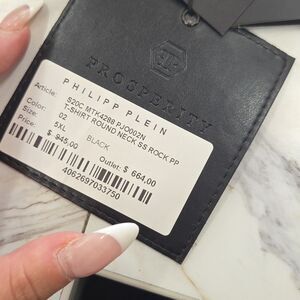 PROSPERITY
PHILIPP PLEIN
Article: S20C MTK4288 PJO002N
T-SHIRT ROUND NECK SS ROCK PP
Color: 02 BLACK
Size: 5XL
Price: $ 945,00 Outlet: $ 664,00
4062697033750